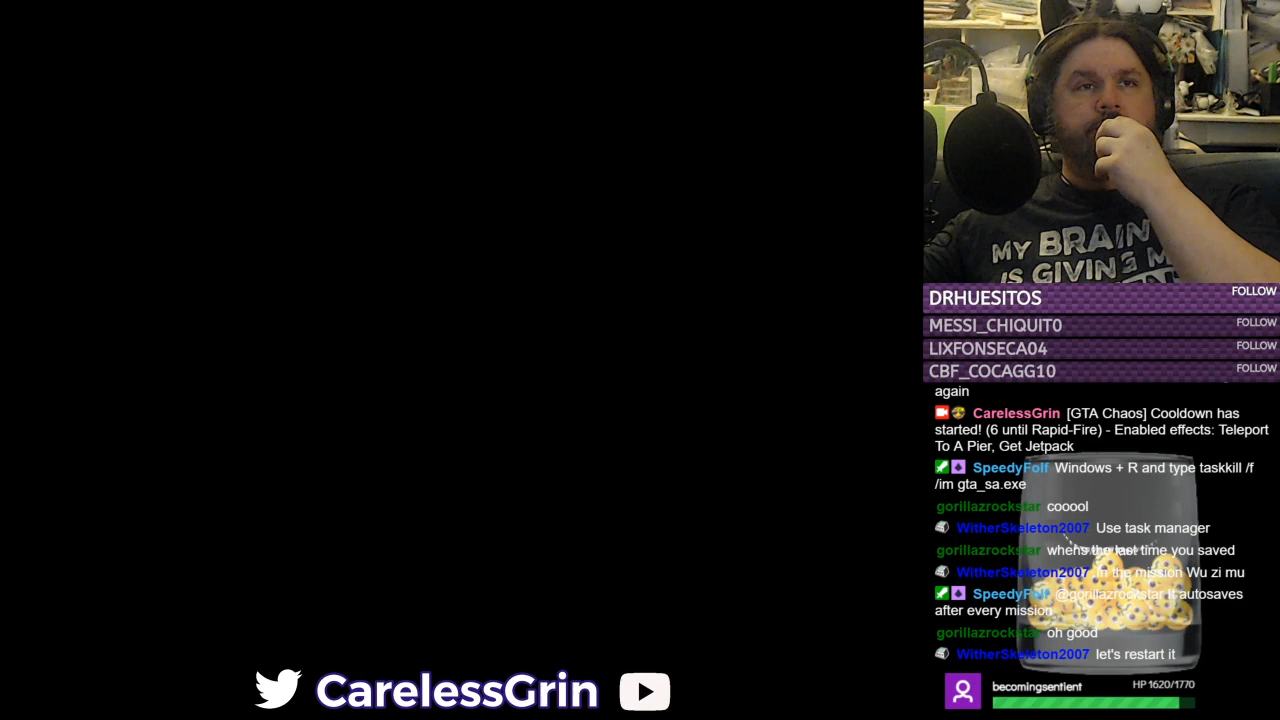 MY BRAIN
IS GIVING M
DRHUESITOS FOLLOW
MESSI_CHIQUIT0 FOLLOW
LIXFONSECA04 FOLLOW
CBF_COCAGG10 FOLLOW
again
CarelessGrin [GTA Chaos] Cooldown has
started! (6 until Rapid-Fire) - Enabled effects: Teleport
To A Pier, Get Jetpack
SpeedyFolf Windows + R and type taskkill /f
/im gta_sa.exe
gorillazrockstar cooool
WitherSkeleton2007 Use task manager
gorillazrockstar when's the last time you saved
WitherSkeleton2007 .in the mission Wu zi mu
SpeedyFolf @gorillazrockstar It autosaves
after every mission
gorillazrockstar oh good
WitherSkeleton2007 let's restart it
becomingsentient HP 1620/1770
CarelessGrin